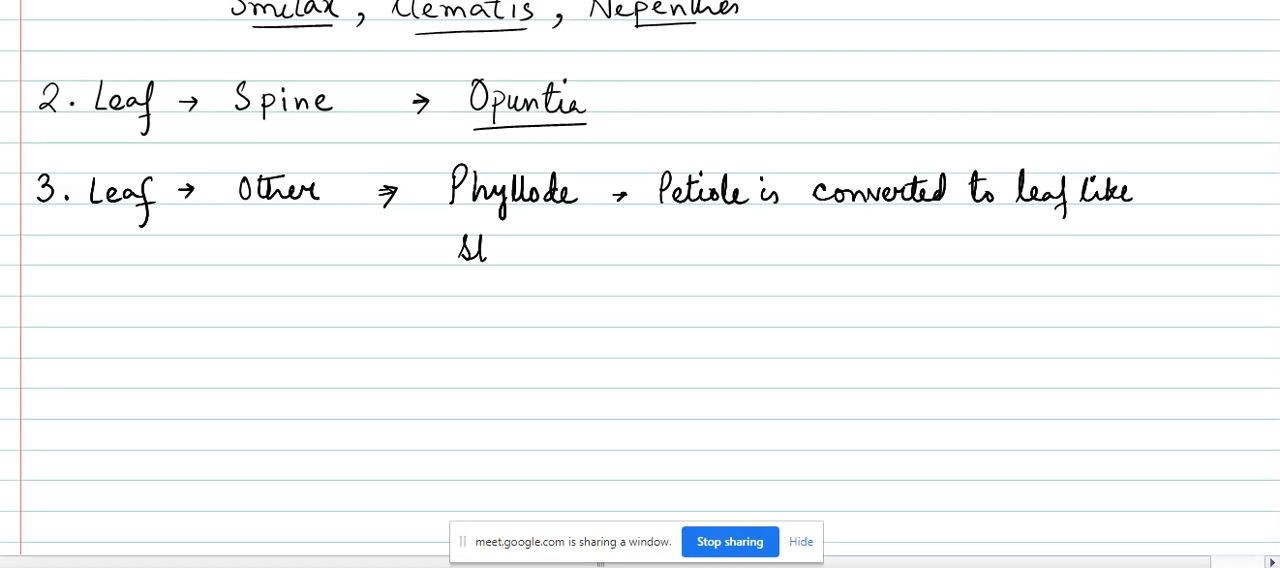 Smilax, Clematis, Nepenthes
2. Leaf → Spine → Opuntia
3. Leaf → Other → Phyllode → Petiole is converted to leaf like
st
meet.google.com is sharing a window. Stop sharing Hide